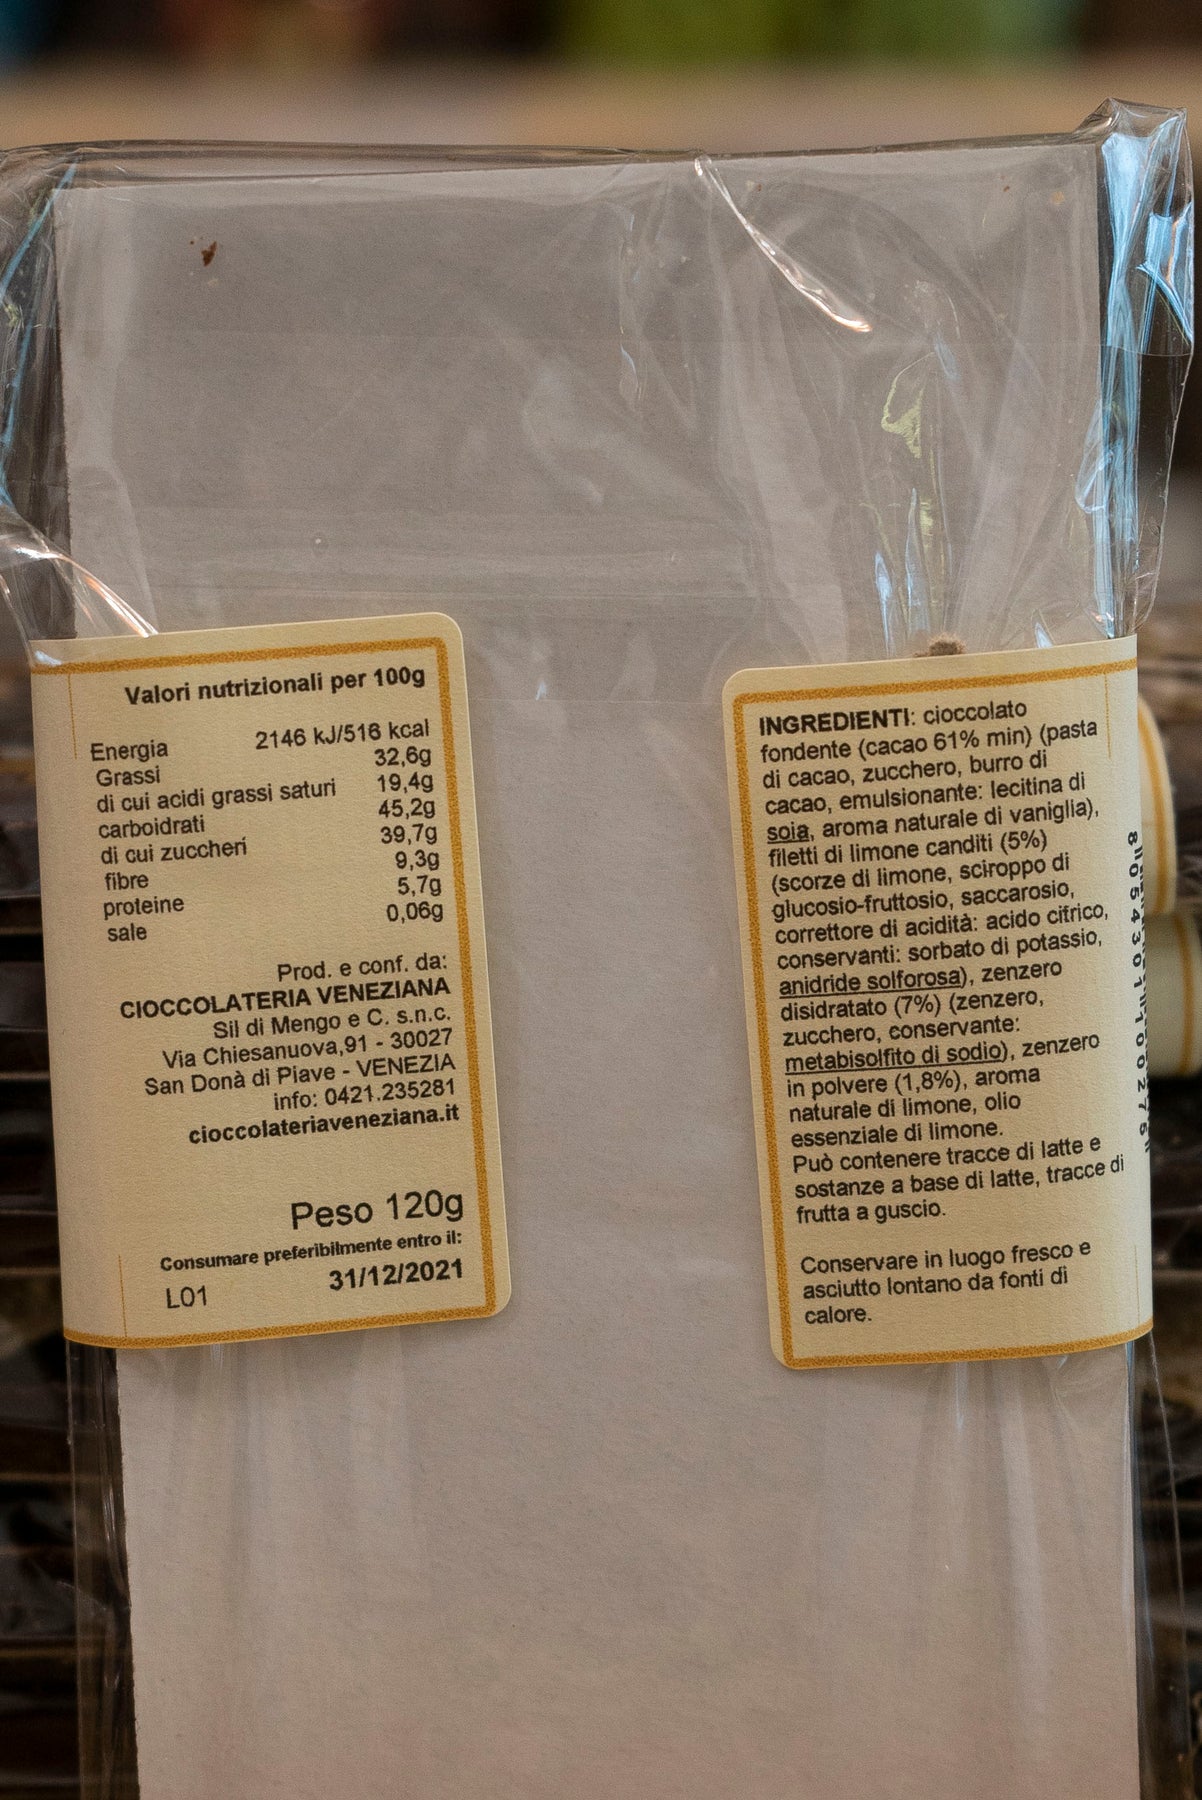 Valori nutrizionali per 100g
Energia 2146 kJ/516 kcal
Grassi 32,6g
di cui acidi grassi saturi 19,4g
carboidrati 45,2g
di cui zuccheri 39,7g
fibre 9,3g
proteine 5,7g
sale 0,06g
Prod. e conf. da:
CIOCCOLATERIA VENEZIANA
Sil di Mengo e C. s.n.c.
Via Chiesanuova,91 - 30027
San Donà di Piave - VENEZIA
info: 0421.235281
cioccolateriaveneziana.it
Peso 120g
Consumare preferibilmente entro il:
L01 31/12/2021
INGREDIENTI: cioccolato
fondente (cacao 61% min) (pasta
di cacao, zucchero, burro di
cacao, emulsionante: lecitina di
soia, aroma naturale di vaniglia),
filetti di limone canditi (5%)
(scorze di limone, sciroppo di
glucosio-fruttosio, saccarosio,
correttore di acidità: acido citrico,
conservanti: sorbato di potassio,
anidride solforosa), zenzero
disidratato (7%) (zenzero,
zucchero, conservante:
metabisolfito di sodio), zenzero
in polvere (1,8%), aroma
naturale di limone, olio
essenziale di limone.
Può contenere tracce di latte e
sostanze a base di latte, tracce di
frutta a guscio.
Conservare in luogo fresco e
asciutto lontano da fonti di
calore.